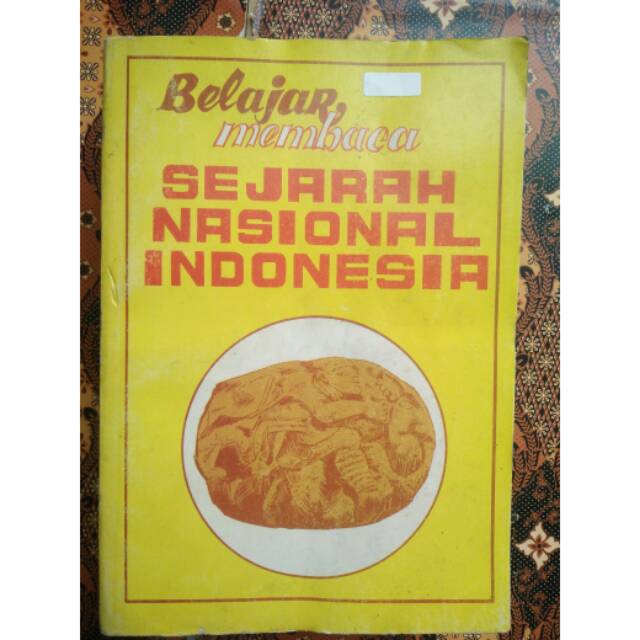 Belajar,
membaca
SEJARAH
NASIONAL
INDONESIA